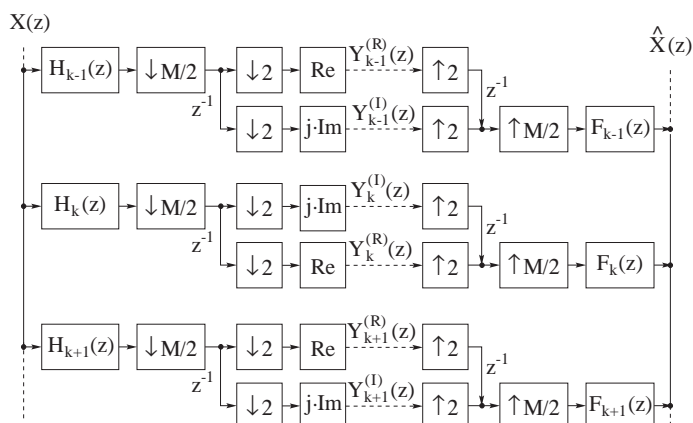 X(z)
X̂(z)
H_{k-1}(z) ↓M/2 ↓2 Re Y_{k-1}^{(R)}(z) ↑2
z^{-1} z^{-1}
↓2 j·Im Y_{k-1}^{(I)}(z) ↑2 ↑M/2 F_{k-1}(z)
H_k(z) ↓M/2 ↓2 j·Im Y_k^{(I)}(z) ↑2
z^{-1} z^{-1}
↓2 Re Y_k^{(R)}(z) ↑2 ↑M/2 F_k(z)
H_{k+1}(z) ↓M/2 ↓2 Re Y_{k+1}^{(R)}(z) ↑2
z^{-1} z^{-1}
↓2 j·Im Y_{k+1}^{(I)}(z) ↑2 ↑M/2 F_{k+1}(z)